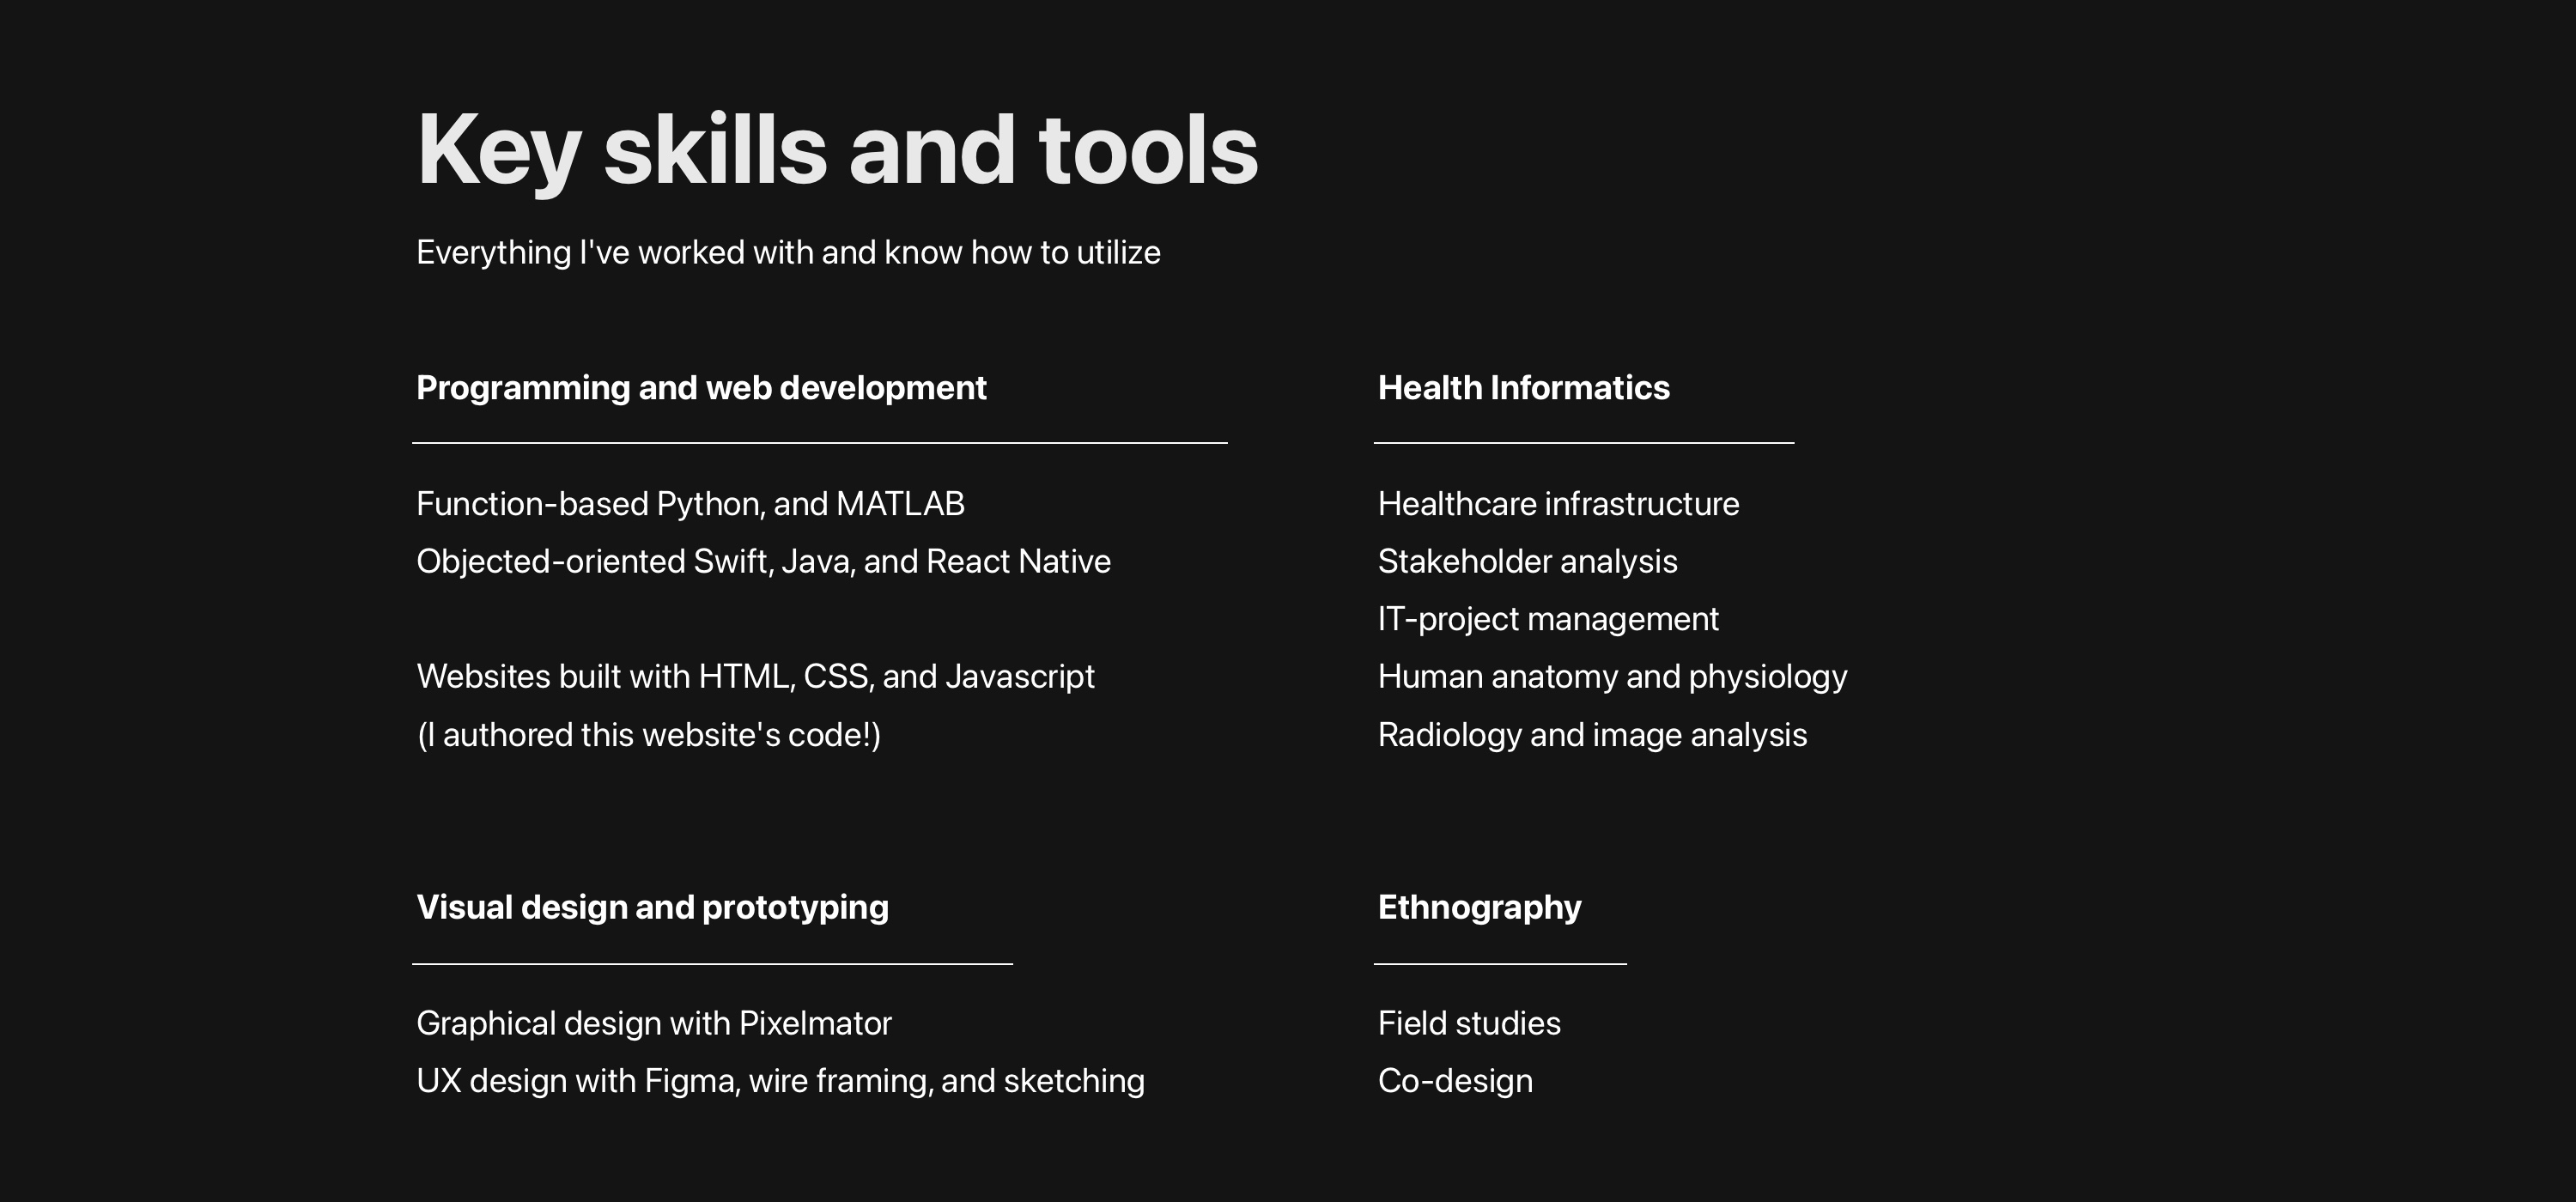 Key skills and tools
Everything I've worked with and know how to utilize
Programming and web development
Function-based Python, and MATLAB
Objected-oriented Swift, Java, and React Native
Websites built with HTML, CSS, and Javascript
(I authored this website's code!)
Health Informatics
Healthcare infrastructure
Stakeholder analysis
IT-project management
Human anatomy and physiology
Radiology and image analysis
Visual design and prototyping
Graphical design with Pixelmator
UX design with Figma, wire framing, and sketching
Ethnography
Field studies
Co-design